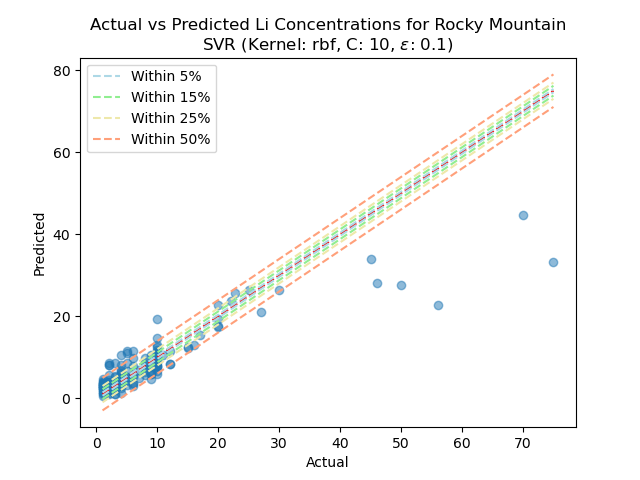 Actual vs Predicted Li Concentrations for Rocky Mountain
SVR (Kernel: rbf, C: 10, ε: 0.1)
Within 5%
Within 15%
Within 25%
Within 50%
80
60
40
20
0
Predicted
0 10 20 30 40 50 60 70
Actual